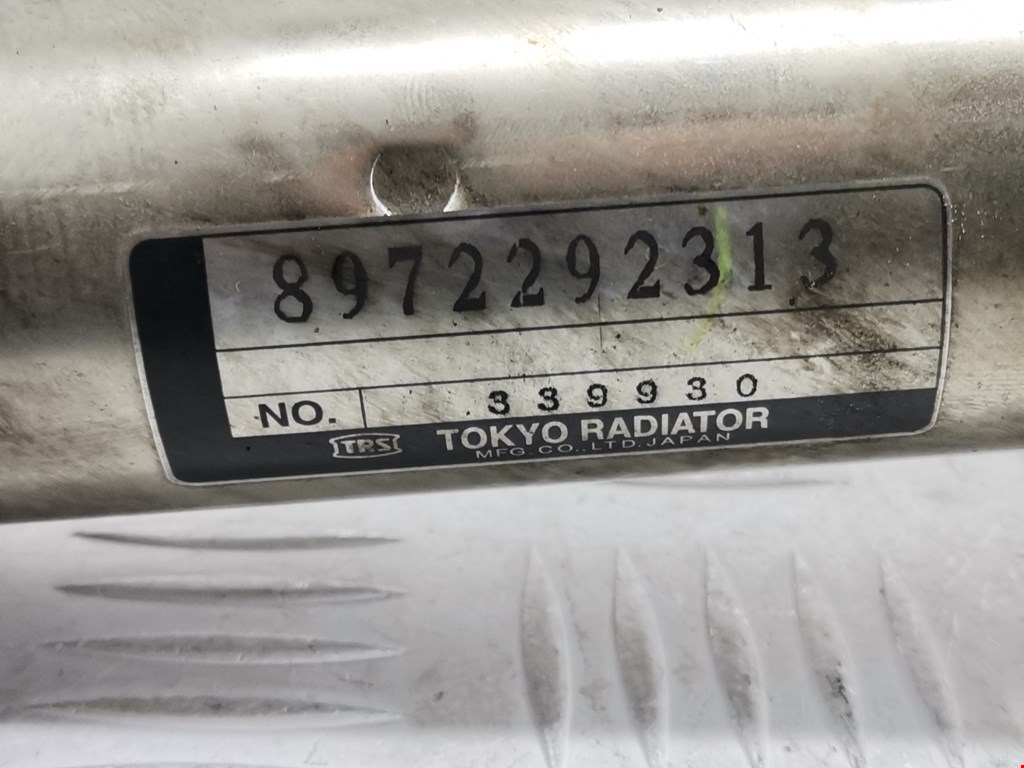 8972292313
NO. 339930
TRS TOKYO RADIATOR
MFG. CO., LTD. JAPAN